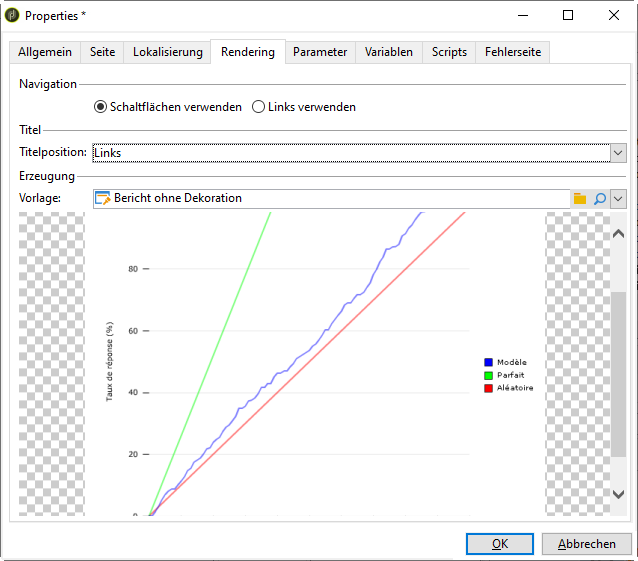 Properties *
Allgemein Seite Lokalisierung Rendering Parameter Variablen Scripts Fehlerseite
Navigation
Schaltflächen verwenden Links verwenden
Titel
Titelposition: Links
Erzeugung
Vorlage: Bericht ohne Dekoration
80
60
40
20
0
Taux de réponse (%)
Modèle
Parfait
Aléatoire
OK Abbrechen